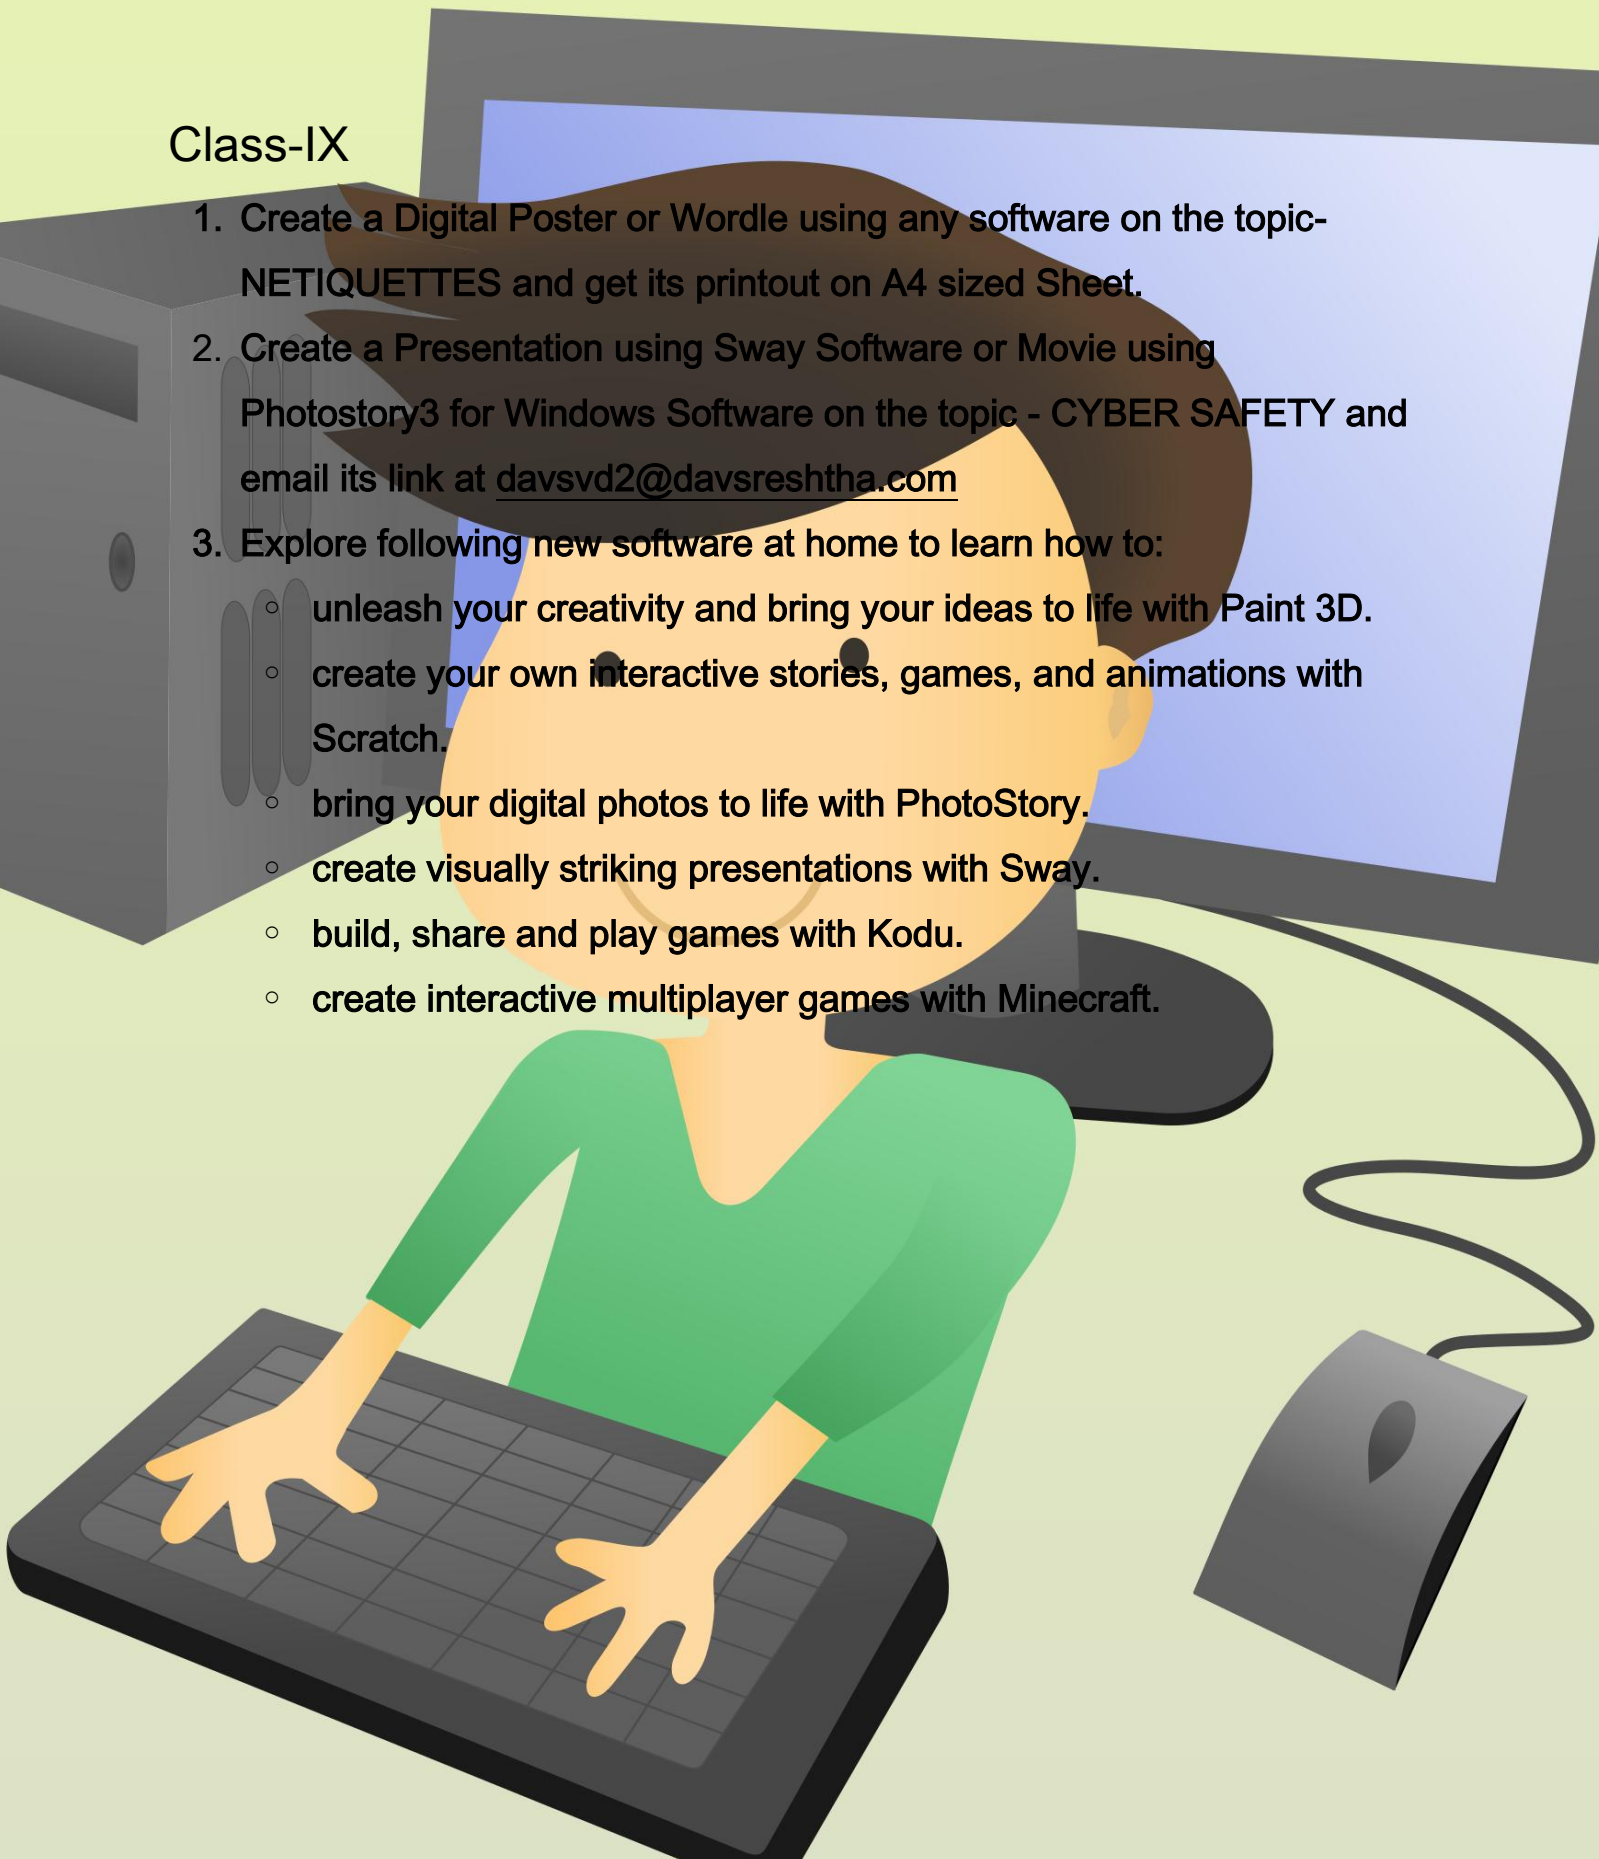 Class-IX
1. Create a Digital Poster or Wordle using any software on the topic-
NETIQUETTES and get its printout on A4 sized Sheet.
2. Create a Presentation using Sway Software or Movie using
Photostory3 for Windows Software on the topic - CYBER SAFETY and
email its link at davsvd2@davsreshtha.com
3. Explore following new software at home to learn how to:
○ unleash your creativity and bring your ideas to life with Paint 3D.
○ create your own interactive stories, games, and animations with
Scratch.
○ bring your digital photos to life with PhotoStory.
○ create visually striking presentations with Sway.
○ build, share and play games with Kodu.
○ create interactive multiplayer games with Minecraft.